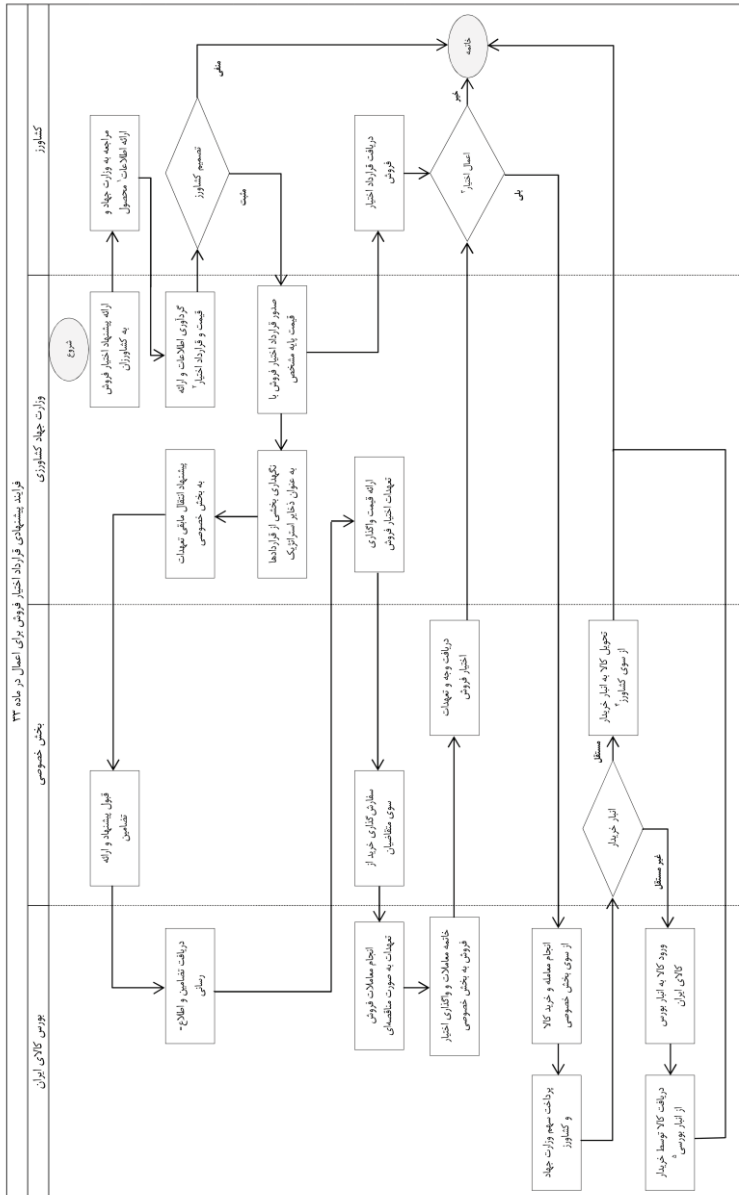 فرایند پیشنهادی قرارداد اختیار فروش برای اعمال در ماده ۳۳
کشاورز
وزارت جهاد کشاورزی
بخش خصوصی
بورس کالای ایران
شروع
ارائه پیشنهاد اختیار فروش
به کشاورزان
مراجعه به وزارت جهاد و
ارائه اطلاعات۱ محصول
گردآوری اطلاعات و ارائه
قیمت و قرارداد اختیار۲
تصمیم کشاورز
منفی
مثبت
صدور قرارداد اختیار فروش با
قیمت پایه مشخص
نگهداری بخشی از قراردادها
به عنوان ذخایر استراتژیک
پیشنهاد انتقال مابقی تعهدات
به بخش خصوصی
قبول پیشنهاد و ارائه
تضامین
دریافت تضامین و اطلاع-
رسانی
ارائه قیمت واگذاری
تعهدات اختیار فروش
سفارش‌گذاری خرید از
سوی متقاضیان
انجام معاملات فروش
تعهدات به صورت مناقصه‌ای
خاتمه معاملات و واگذاری اختیار
فروش به بخش خصوصی
دریافت وجه و تعهدات
اختیار فروش
دریافت قرارداد اختیار
فروش
اعمال اختیار؟
خیر
بلی
خاتمه
انجام معامله و خرید کالا
از سوی بخش خصوصی
پرداخت سهم وزارت جهاد
و کشاورز
انبار خریدار
مستقل
غیر مستقل
تحویل کالا به انبار خریدار
از سوی کشاورز۴
ورود کالا به انبار بورس
کالای ایران
دریافت کالا توسط خریدار
از انبار بورسی۵